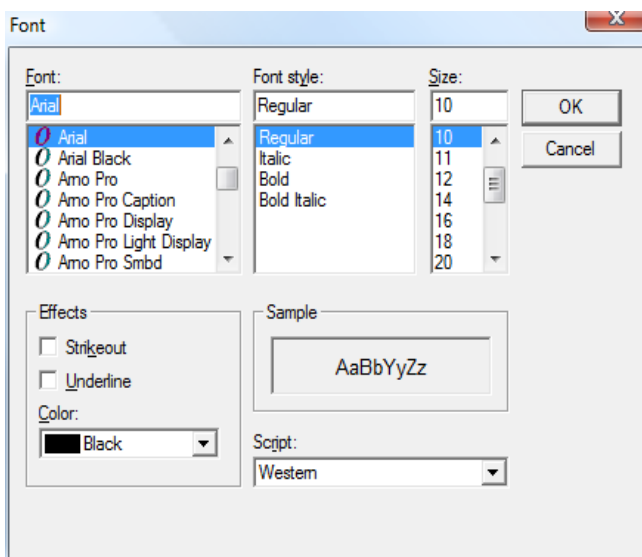 Font
Font:
Arial
Arial
Arial Black
Arno Pro
Arno Pro Caption
Arno Pro Display
Arno Pro Light Display
Arno Pro Smbd
Font style:
Regular
Regular
Italic
Bold
Bold Italic
Size:
10
10
11
12
14
16
18
20
OK
Cancel
Effects
Strikeout
Underline
Color:
Black
Sample
AaBbYyZz
Script:
Western